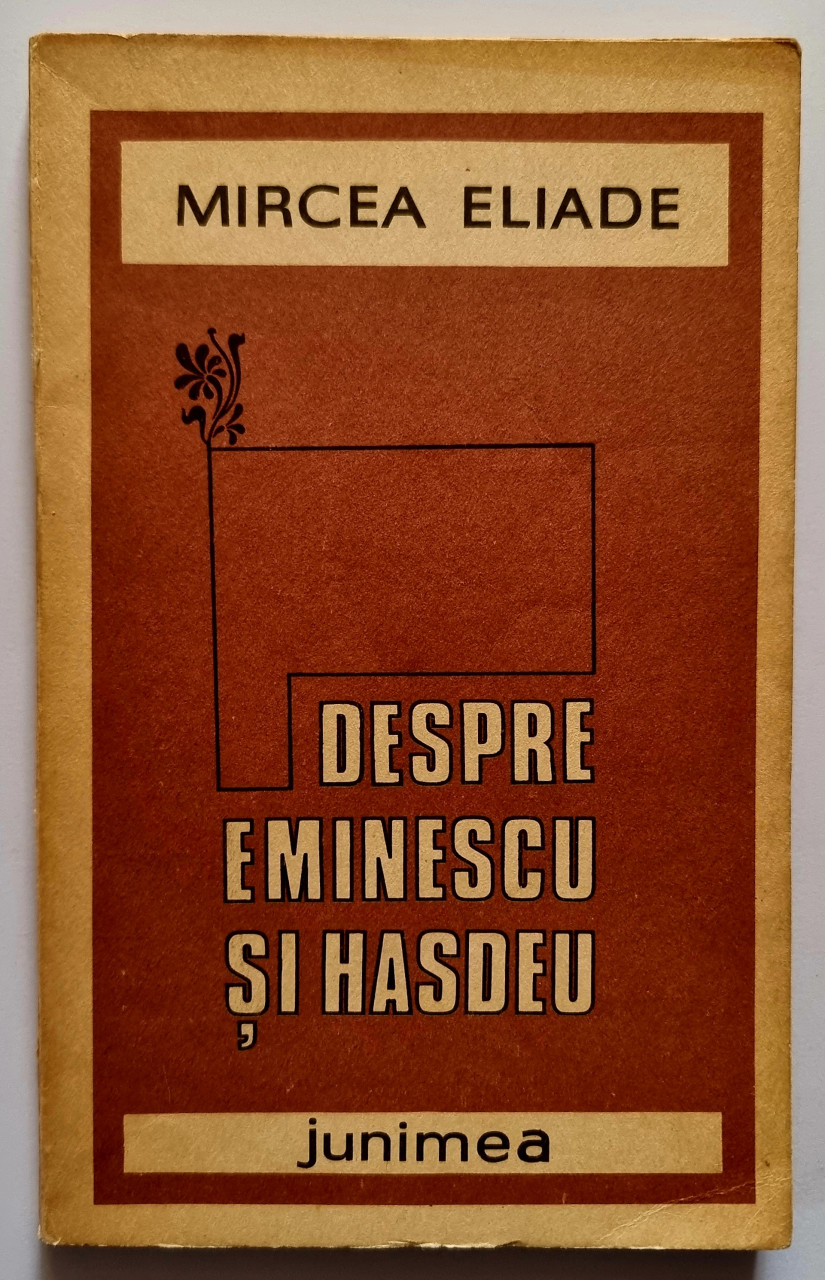 MIRCEA ELIADE
DESPRE
EMINESCU
ȘI HASDEU
junimea